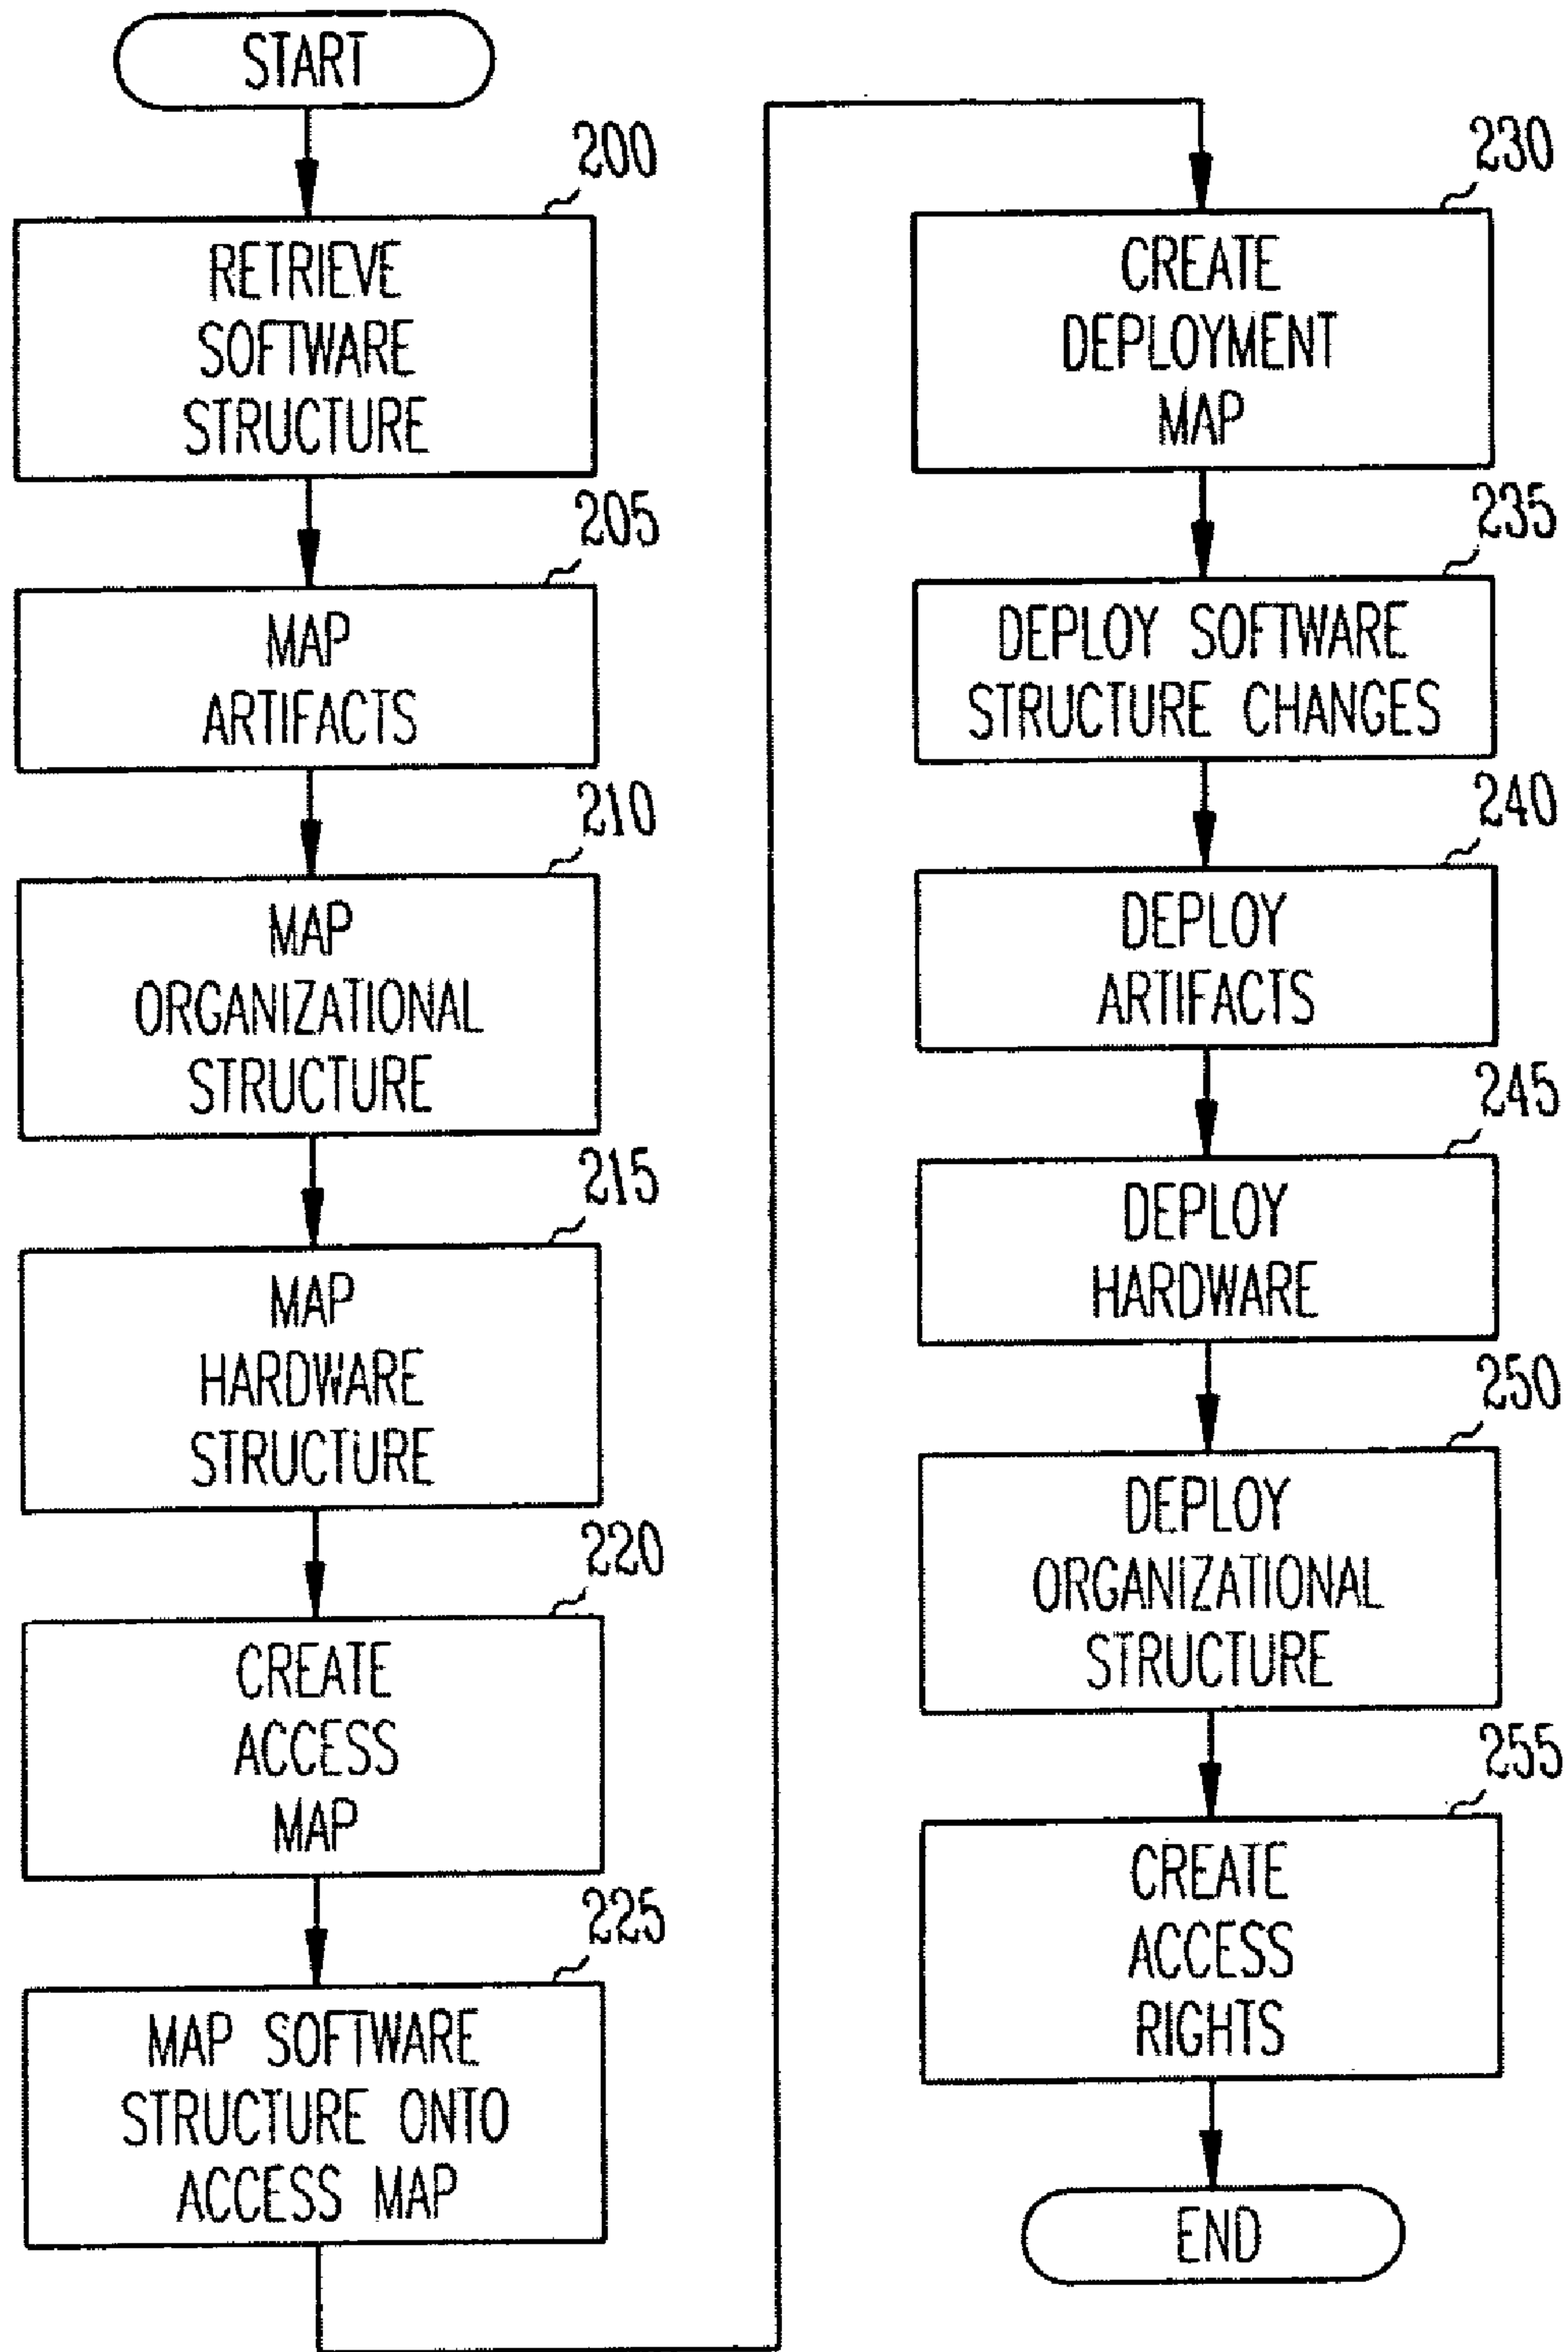 START
200
RETRIEVE
SOFTWARE
STRUCTURE
205
MAP
ARTIFACTS
210
MAP
ORGANIZATIONAL
STRUCTURE
215
MAP
HARDWARE
STRUCTURE
220
CREATE
ACCESS
MAP
225
MAP SOFTWARE
STRUCTURE ONTO
ACCESS MAP
230
CREATE
DEPLOYMENT
MAP
235
DEPLOY SOFTWARE
STRUCTURE CHANGES
240
DEPLOY
ARTIFACTS
245
DEPLOY
HARDWARE
250
DEPLOY
ORGANIZATIONAL
STRUCTURE
255
CREATE
ACCESS
RIGHTS
END